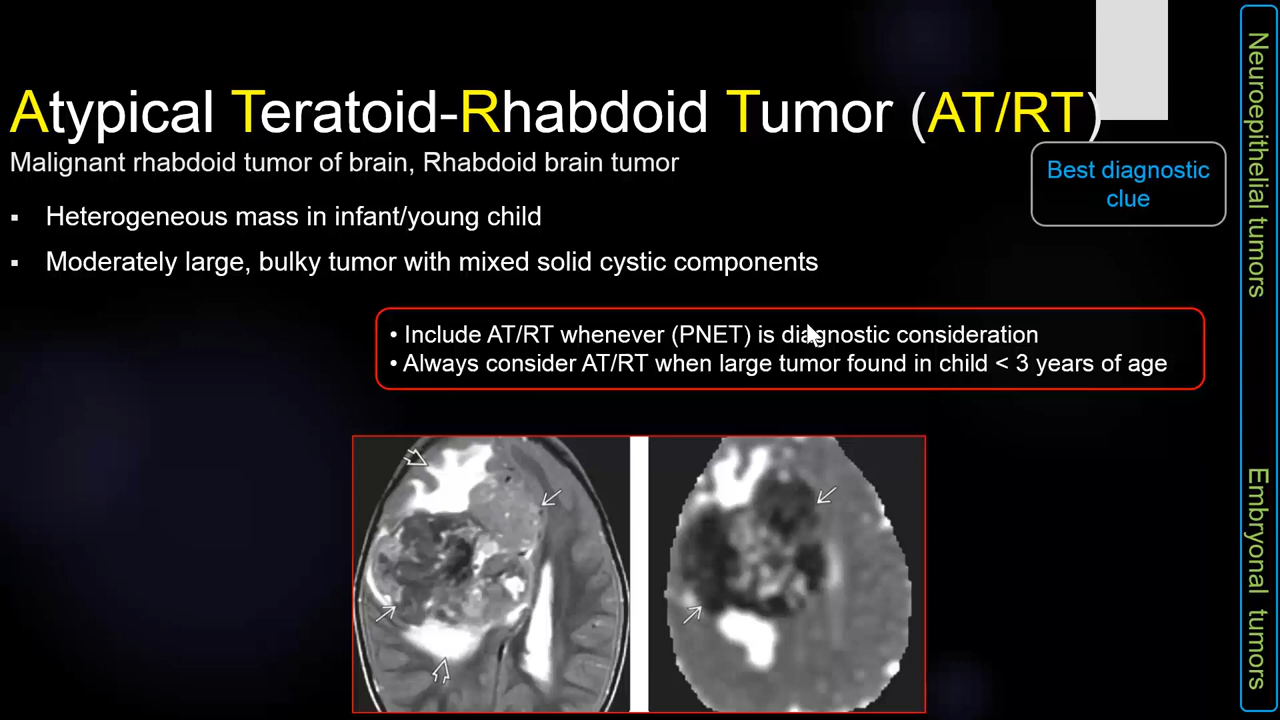 Atypical Teratoid-Rhabdoid Tumor (AT/RT)
Malignant rhabdoid tumor of brain, Rhabdoid brain tumor
Best diagnostic
clue
▪ Heterogeneous mass in infant/young child
▪ Moderately large, bulky tumor with mixed solid cystic components
• Include AT/RT whenever (PNET) is diagnostic consideration
• Always consider AT/RT when large tumor found in child < 3 years of age
Neuroepithelial tumors
Embryonal tumors